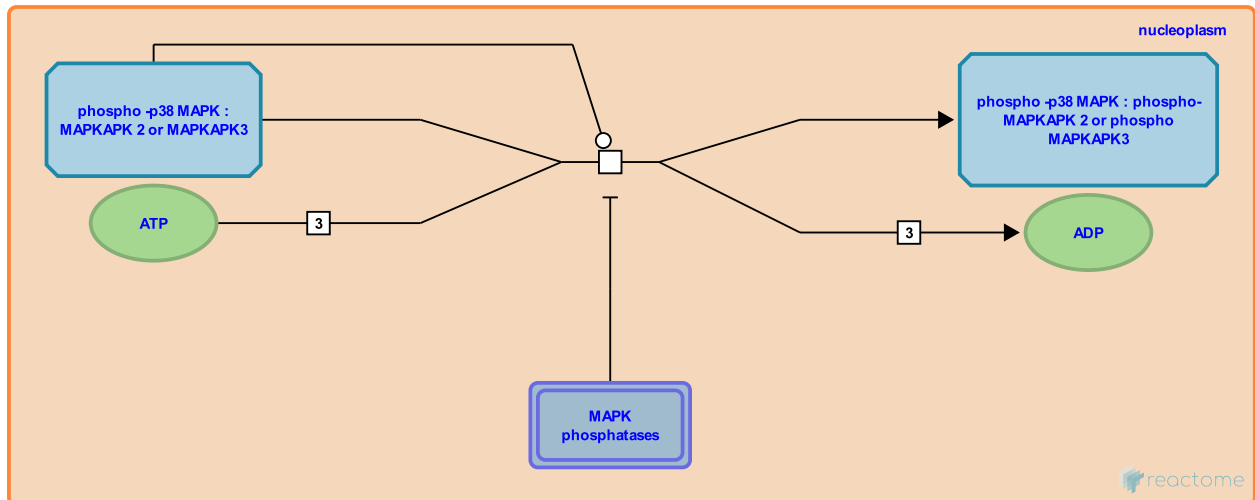 nucleoplasm
phospho -p38 MAPK :
MAPKAPK 2 or MAPKAPK3
phospho -p38 MAPK : phospho-
MAPKAPK 2 or phospho
MAPKAPK3
ATP
3
3
ADP
MAPK
phosphatases
reactome